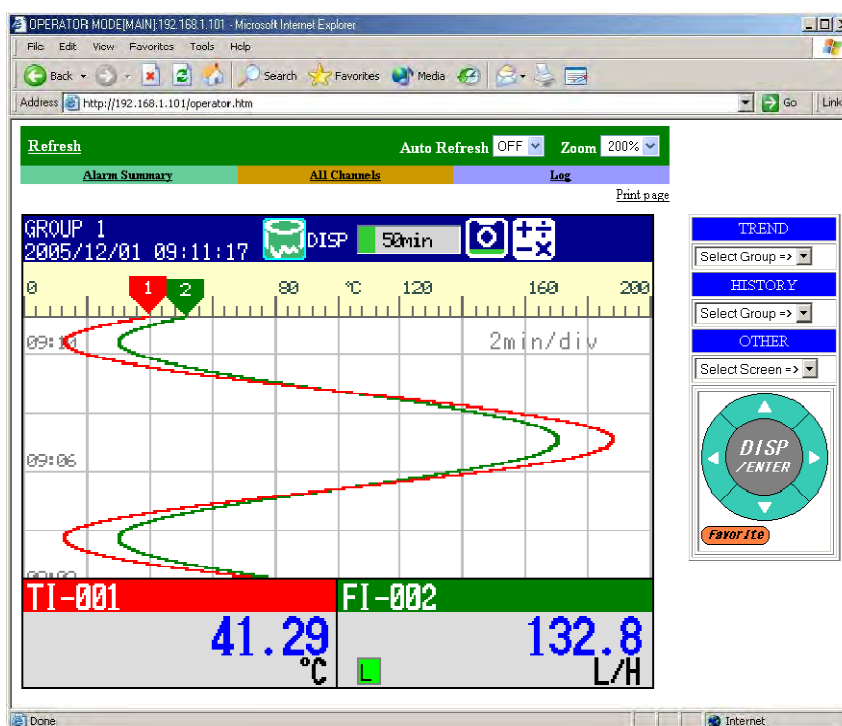 OPERATOR MODE[MAIN]:192.168.1.101 - Microsoft Internet Explorer
File Edit View Favorites Tools Help
Back Search Favorites Media
Address http://192.168.1.101/operator.htm Go Link
Refresh Auto Refresh OFF Zoom 200%
Alarm Summary All Channels Log
Print page
GROUP 1
2005/12/01 09:11:17 DISP 50min
TREND
Select Group =>
HISTORY
Select Group =>
OTHER
Select Screen =>
0 1 2 80 °C 120 160 200
09:10 2min/div
09:06
DISP
/ENTER
Favorite
TI-001 FI-002
41.29 132.8
°C L L/H
Done Internet